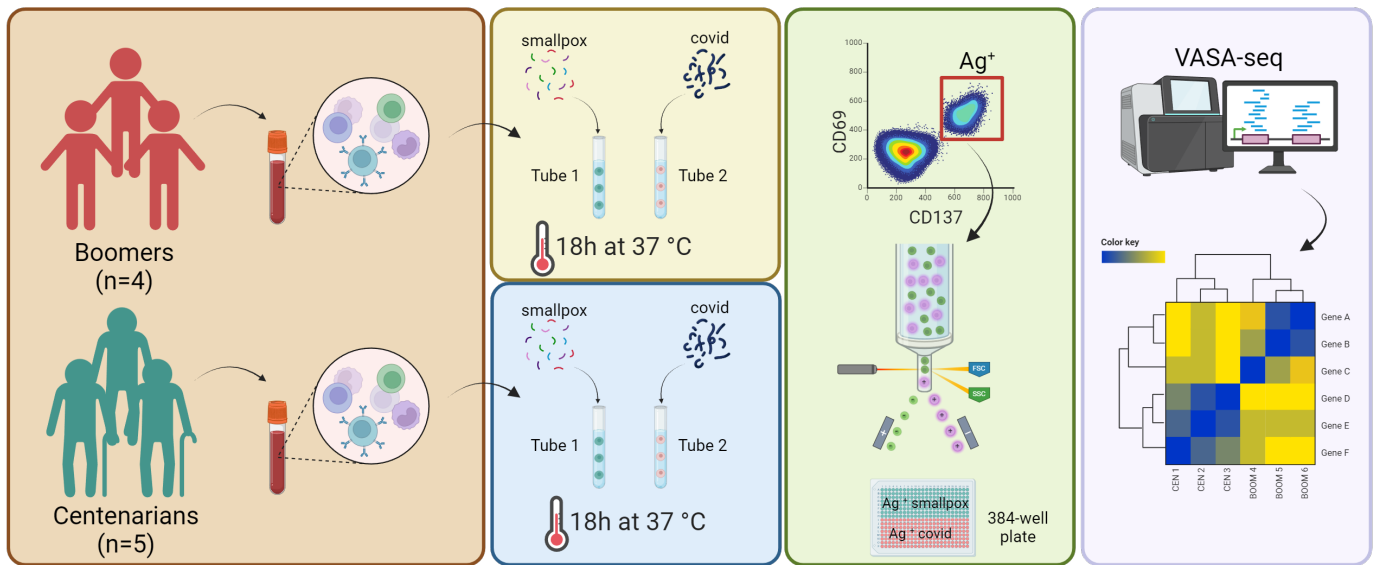 Boomers
(n=4)
Centenarians
(n=5)
smallpox
covid
Tube 1
Tube 2
18h at 37 °C
smallpox
covid
Tube 1
Tube 2
18h at 37 °C
Ag⁺
CD69
1000
800
600
400
200
0
0
200
400
600
800
1000
CD137
FSC
SSC
+
−
Ag⁺ smallpox
Ag⁺ covid
384-well
plate
VASA-seq
Color key
Gene A
Gene B
Gene C
Gene D
Gene E
Gene F
CEN 1
CEN 2
CEN 3
BOOM 4
BOOM 5
BOOM 6